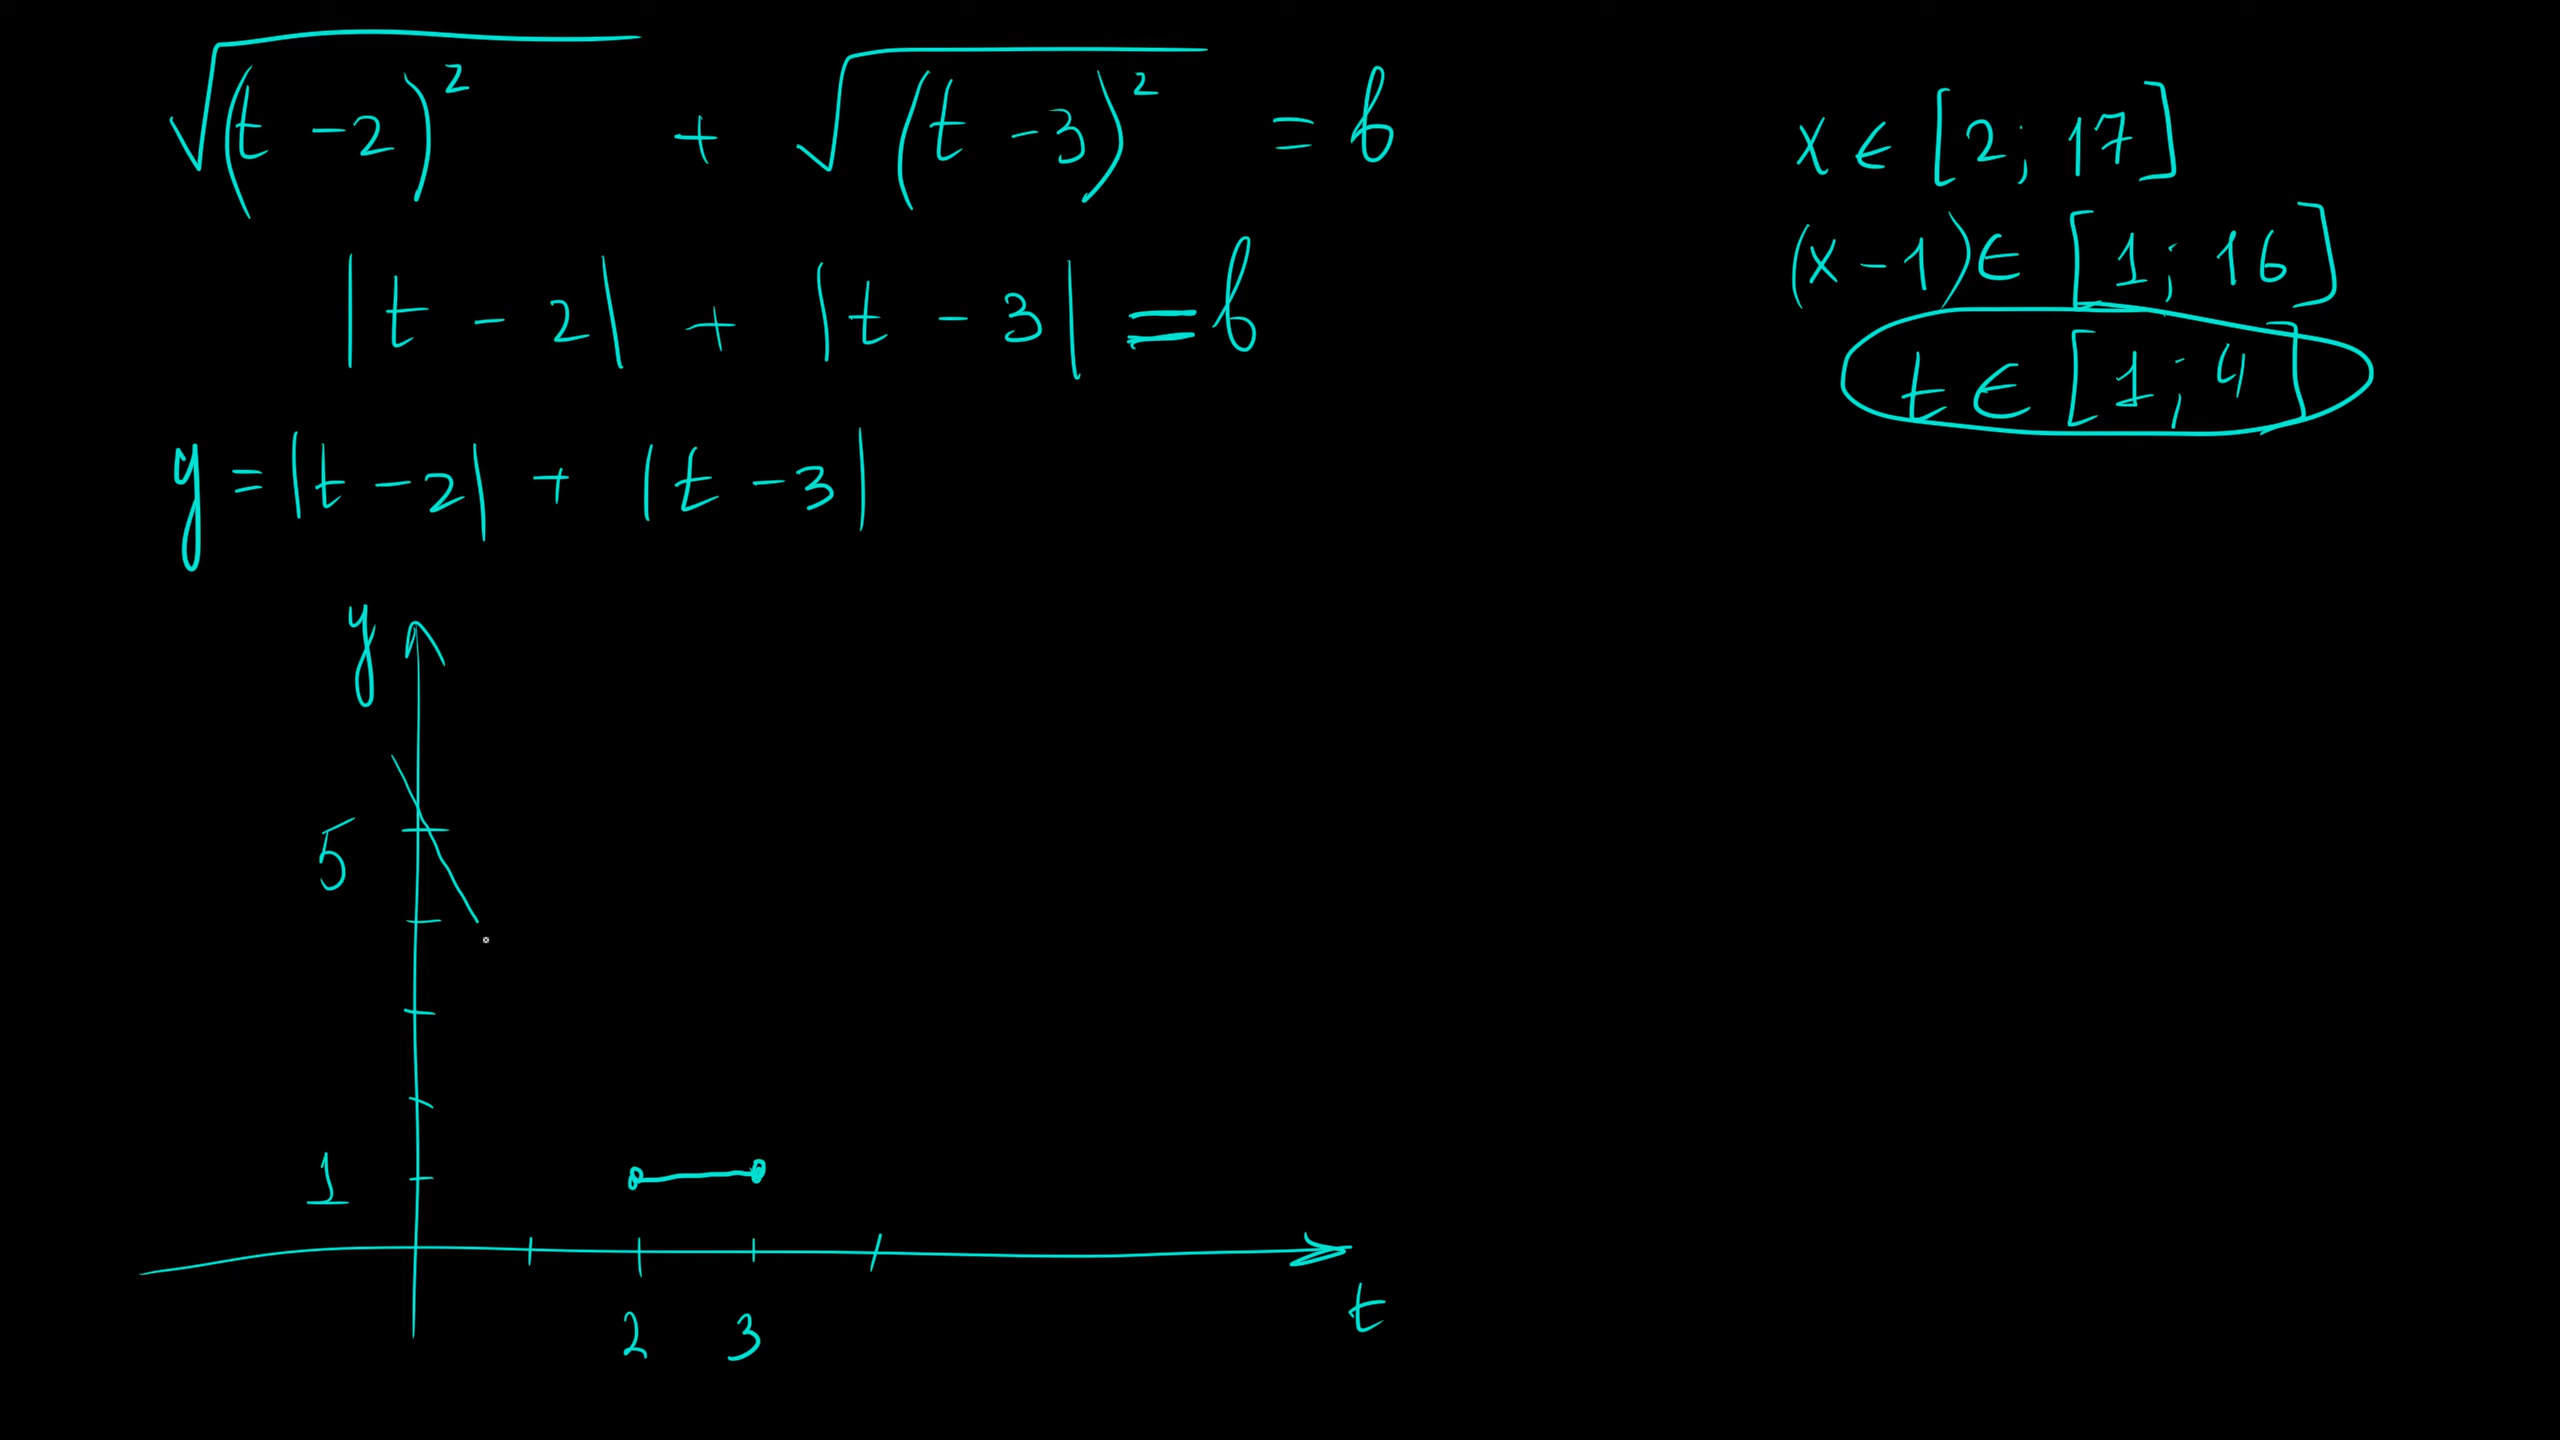 √(t - 2)² + √(t - 3)² = b
|t - 2| + |t - 3| = b
y = |t - 2| + |t - 3|
x ∈ [2; 17]
(x - 1) ∈ [1; 16]
t ∈ [1; 4]
y
5
1
2 3
t